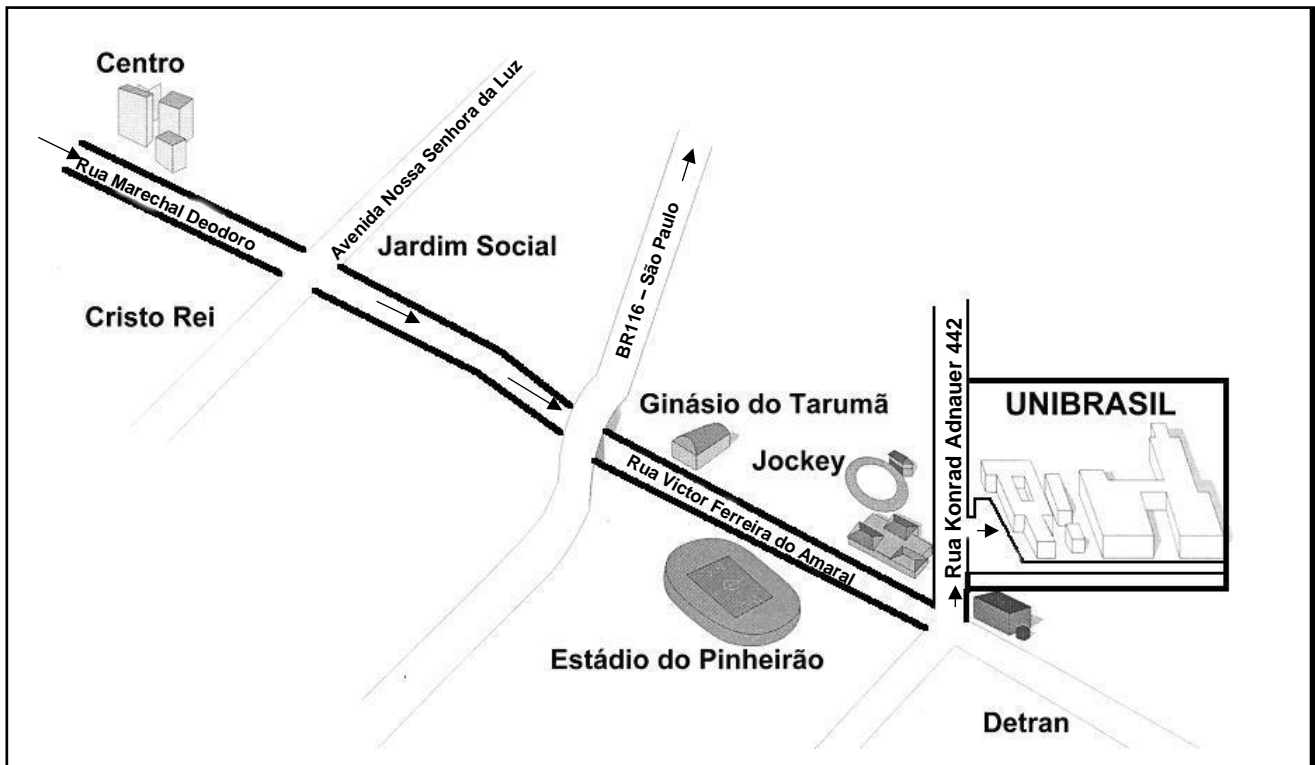 Centro
Rua Marechal Deodoro
Avenida Nossa Senhora da Luz
Jardim Social
Cristo Rei
BR116 – São Paulo
Ginásio do Tarumã
Jockey
Rua Victor Ferreira do Amaral
Estádio do Pinheirão
Rua Konrad Adnauer 442
UNIBRASIL
Detran